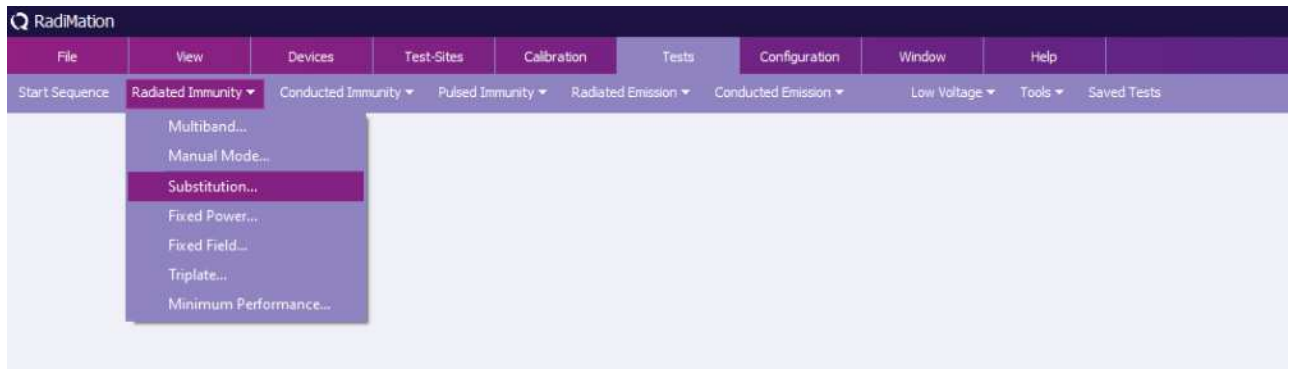 RadiMation
File View Devices Test-Sites Calibration Tests Configuration Window Help
Start Sequence Radiated Immunity Conducted Immunity Pulsed Immunity Radiated Emission Conducted Emission Low Voltage Tools Saved Tests
Multiband...
Manual Mode...
Substitution...
Fixed Power...
Fixed Field...
Triplate...
Minimum Performance...